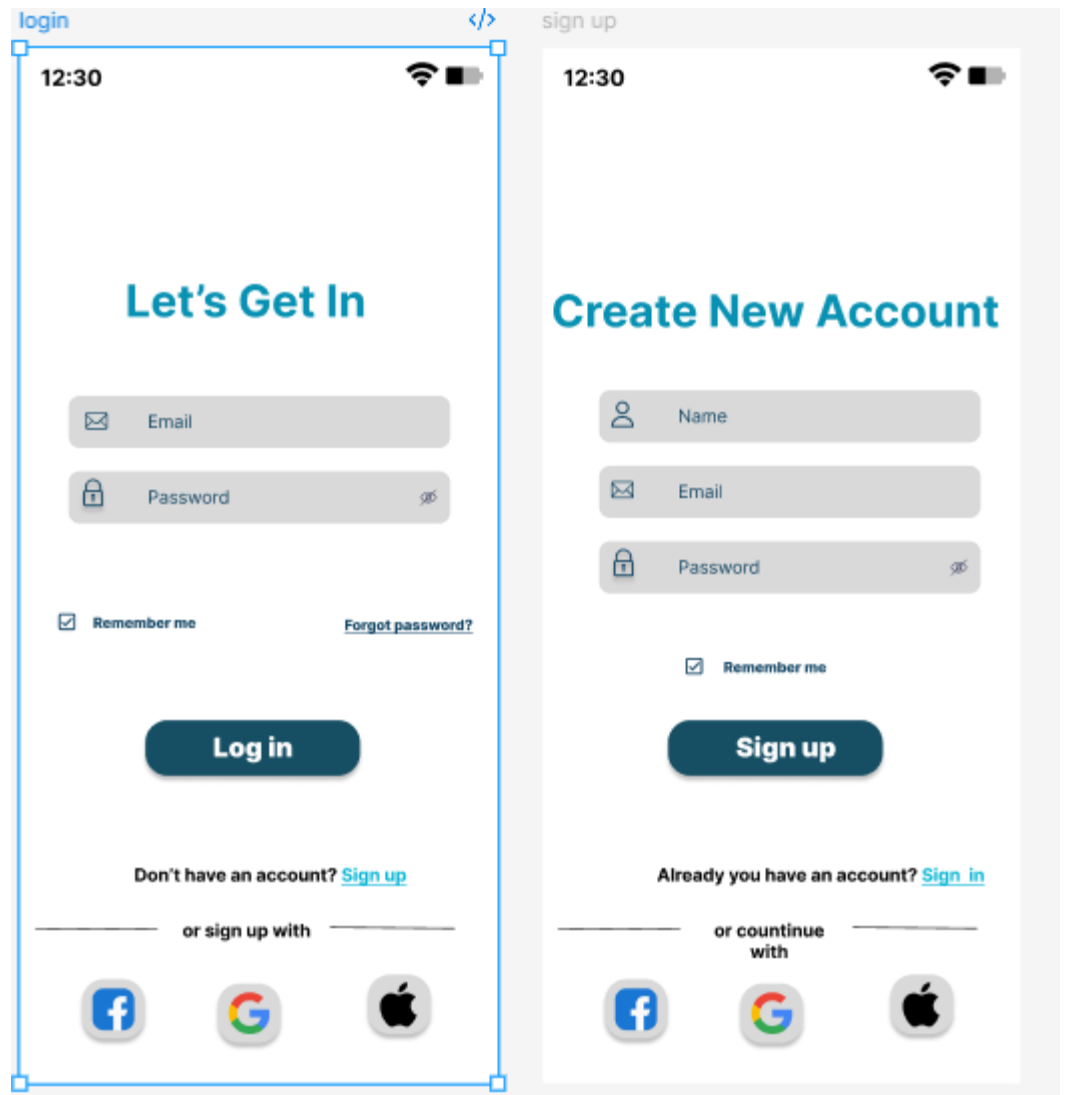 login
</>
sign up
12:30
12:30
Let's Get In
Email
Password
Remember me
Forgot password?
Log in
Don't have an account? Sign up
or sign up with
Create New Account
Name
Email
Password
Remember me
Sign up
Already you have an account? Sign in
or countinue
with